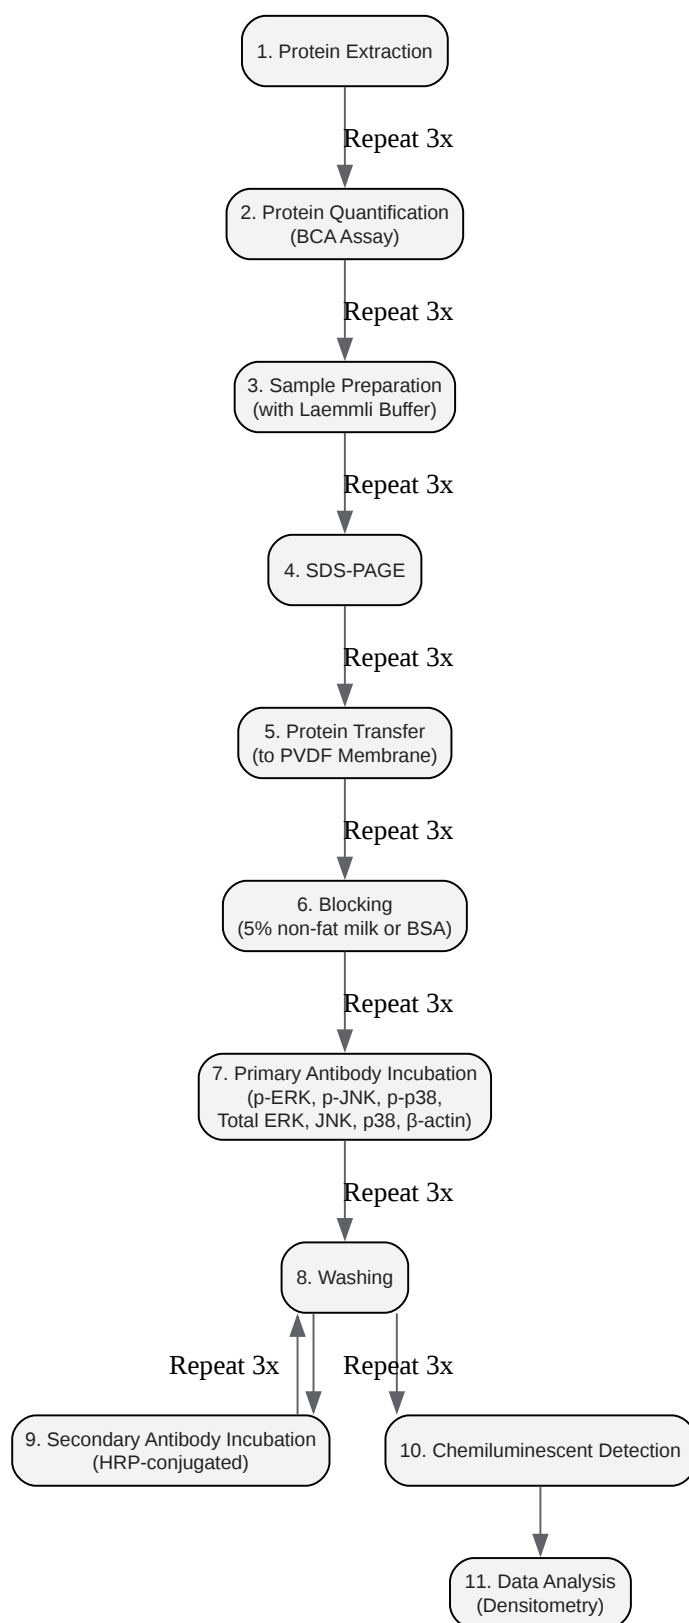 1. Protein Extraction
Repeat 3x
2. Protein Quantification
(BCA Assay)
Repeat 3x
3. Sample Preparation
(with Laemmli Buffer)
Repeat 3x
4. SDS-PAGE
Repeat 3x
5. Protein Transfer
(to PVDF Membrane)
Repeat 3x
6. Blocking
(5% non-fat milk or BSA)
Repeat 3x
7. Primary Antibody Incubation
(p-ERK, p-JNK, p-p38,
Total ERK, JNK, p38, β-actin)
Repeat 3x
8. Washing
Repeat 3x
Repeat 3x
9. Secondary Antibody Incubation
(HRP-conjugated)
10. Chemiluminescent Detection
11. Data Analysis
(Densitometry)